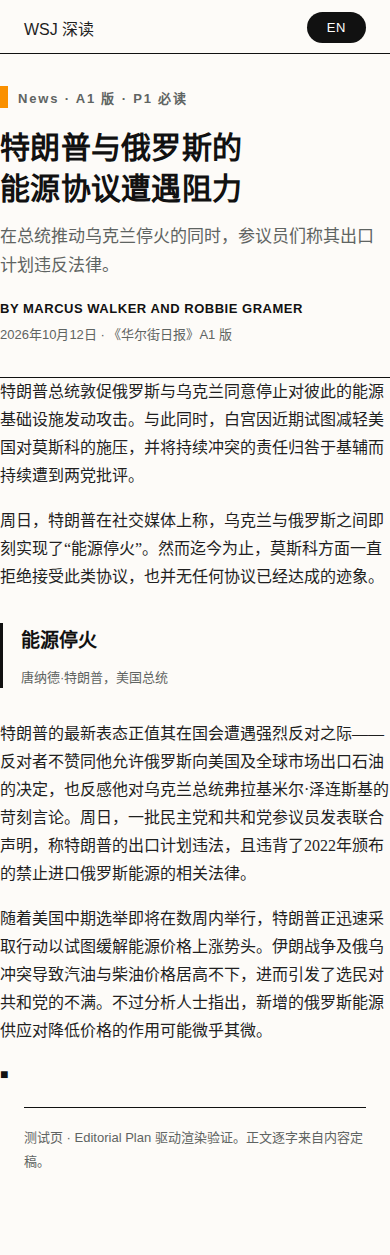 WSJ 深读
EN
News · A1 版 · P1 必读
特朗普与俄罗斯的
能源协议遭遇阻力
在总统推动乌克兰停火的同时，参议员们称其出口
计划违反法律。
BY MARCUS WALKER AND ROBBIE GRAMER
2026年10月12日 · 《华尔街日报》A1 版
特朗普总统敦促俄罗斯与乌克兰同意停止对彼此的能源
基础设施发动攻击。与此同时，白宫因近期试图减轻美
国对莫斯科的施压，并将持续冲突的责任归咎于基辅而
持续遭到两党批评。
周日，特朗普在社交媒体上称，乌克兰与俄罗斯之间即
刻实现了“能源停火”。然而迄今为止，莫斯科方面一直
拒绝接受此类协议，也并无任何协议已经达成的迹象。
能源停火
唐纳德·特朗普，美国总统
特朗普的最新表态正值其在国会遭遇强烈反对之际——
反对者不赞同他允许俄罗斯向美国及全球市场出口石油
的决定，也反感他对乌克兰总统弗拉基米尔·泽连斯基的
苛刻言论。周日，一批民主党和共和党参议员发表联合
声明，称特朗普的出口计划违法，且违背了2022年颁布
的禁止进口俄罗斯能源的相关法律。
随着美国中期选举即将在数周内举行，特朗普正迅速采
取行动以试图缓解能源价格上涨势头。伊朗战争及俄乌
冲突导致汽油与柴油价格居高不下，进而引发了选民对
共和党的不满。不过分析人士指出，新增的俄罗斯能源
供应对降低价格的作用可能微乎其微。
■
测试页 · Editorial Plan 驱动渲染验证。正文逐字来自内容定
稿。